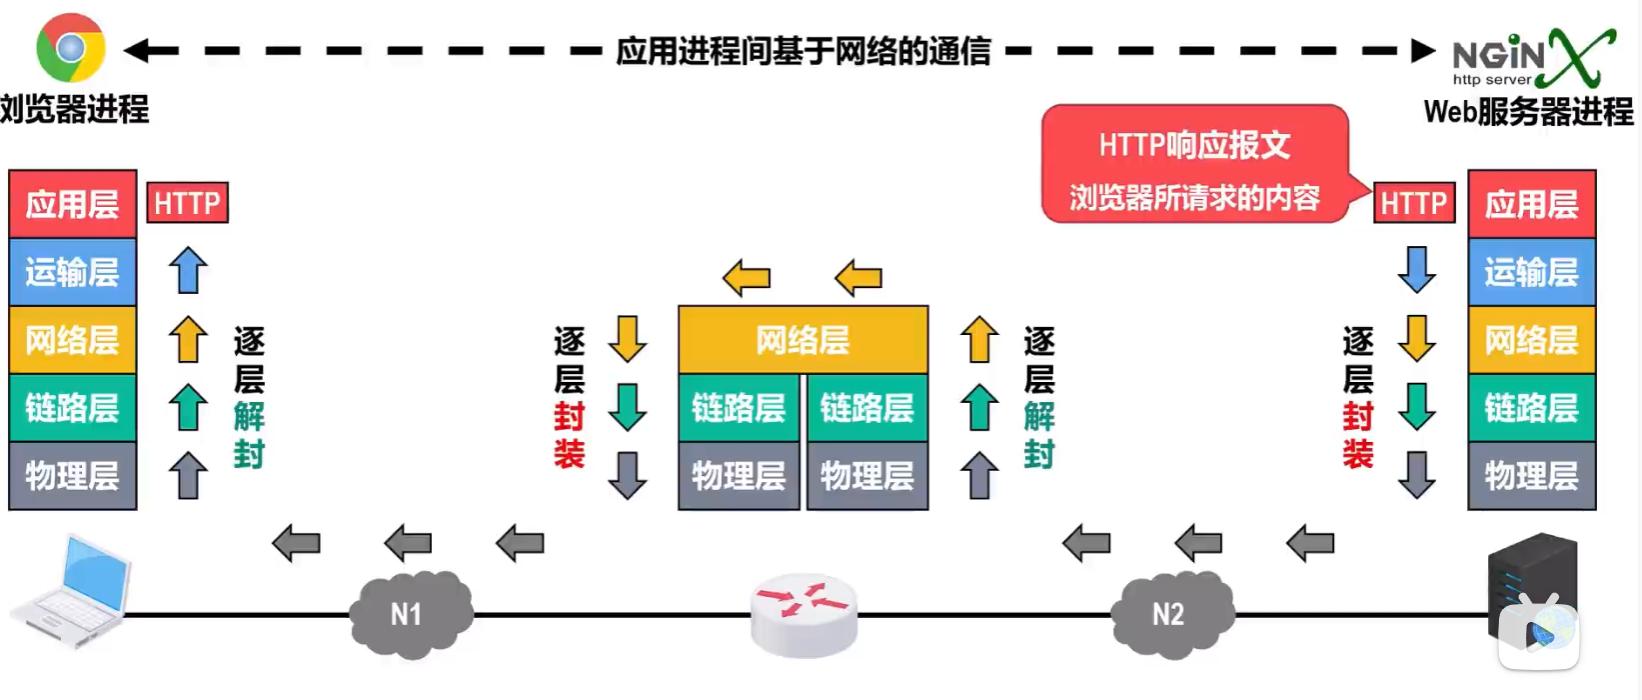 应用进程间基于网络的通信
NGiNX
http server
浏览器进程
Web服务器进程
HTTP响应报文
浏览器所请求的内容
应用层
HTTP
HTTP
应用层
运输层
运输层
网络层
逐层解封
逐层封装
网络层
逐层解封
逐层封装
网络层
链路层
链路层
链路层
链路层
物理层
物理层
物理层
物理层
N1
N2